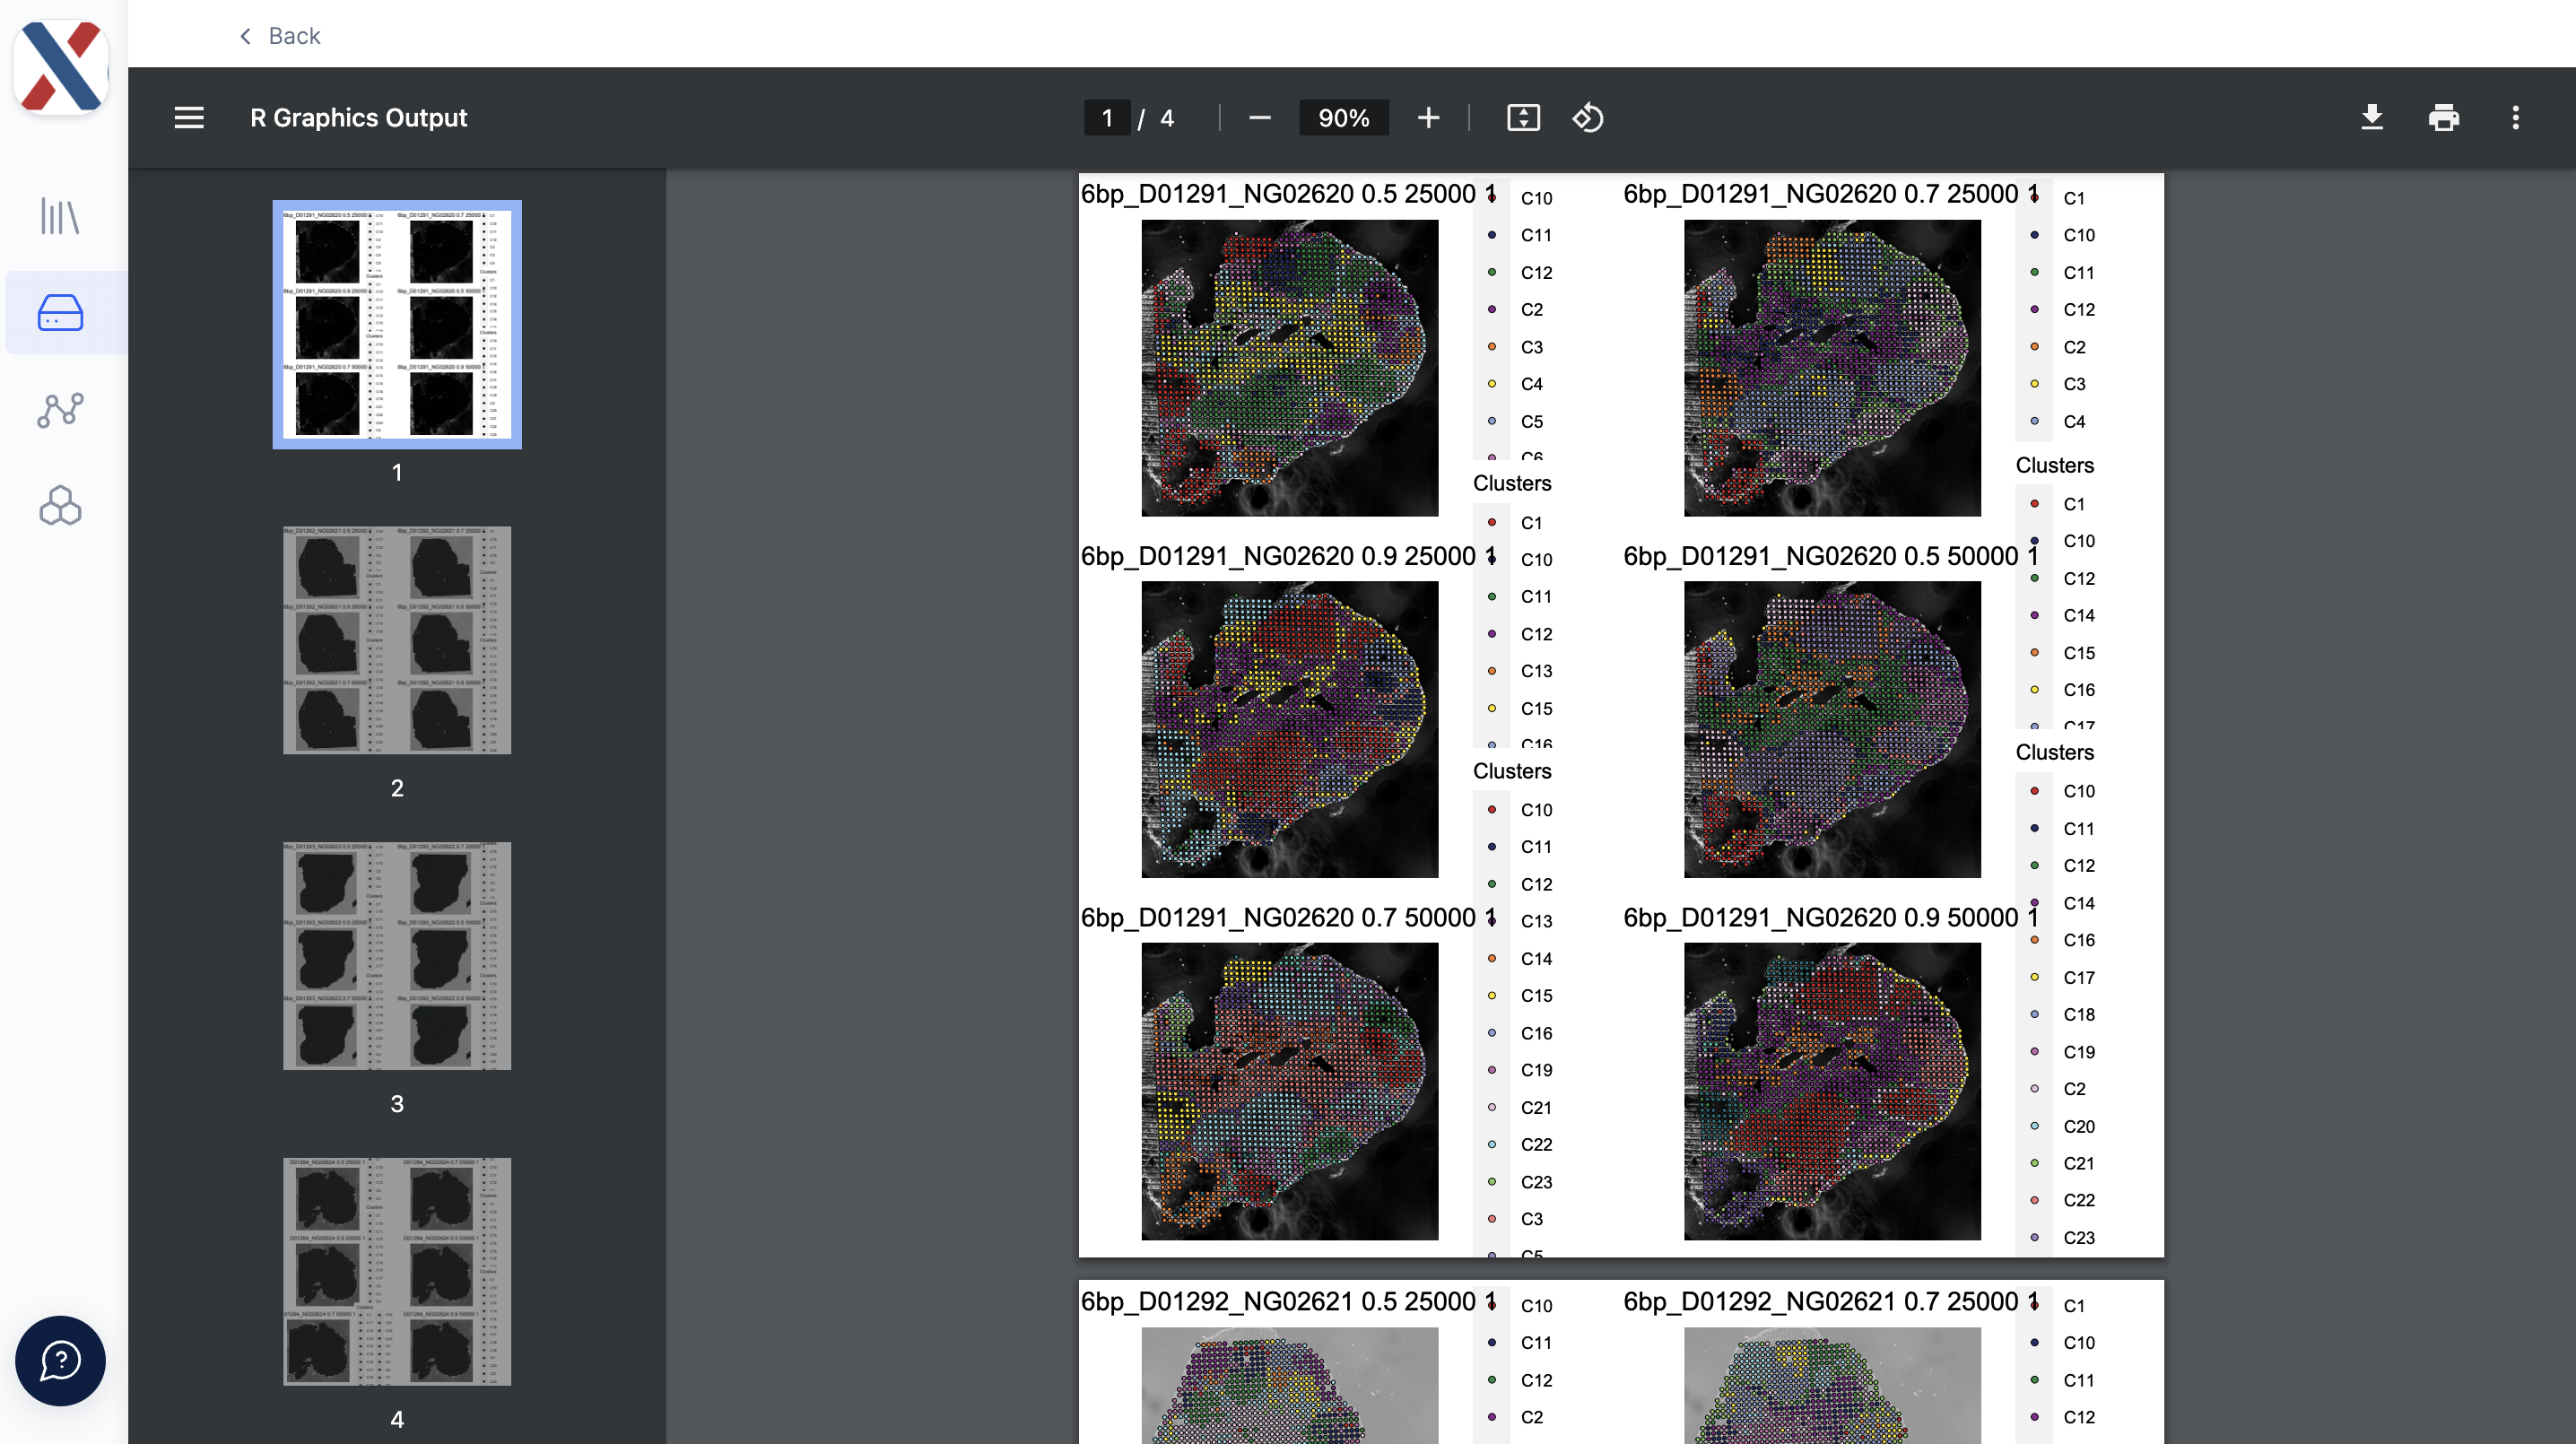 Back
R Graphics Output
1 / 4
90%
1
2
3
4
6bp_D01291_NG02620 0.5 25000 1
C10
C11
C12
C2
C3
C4
C5
C6
6bp_D01291_NG02620 0.7 25000 1
C1
C10
C11
C12
C2
C3
C4
Clusters
C1
C10
C11
C12
C13
C15
C16
6bp_D01291_NG02620 0.9 25000 1
Clusters
C1
C10
C12
C14
C15
C16
C17
6bp_D01291_NG02620 0.5 50000 1
Clusters
C10
C11
C12
C13
C14
C15
C16
C19
C21
C22
C23
C3
C5
6bp_D01291_NG02620 0.7 50000 1
Clusters
C10
C11
C12
C14
C16
C17
C18
C19
C2
C20
C21
C22
C23
6bp_D01291_NG02620 0.9 50000 1
6bp_D01292_NG02621 0.5 25000 1
C10
C11
C12
C2
6bp_D01292_NG02621 0.7 25000 1
C1
C10
C11
C12